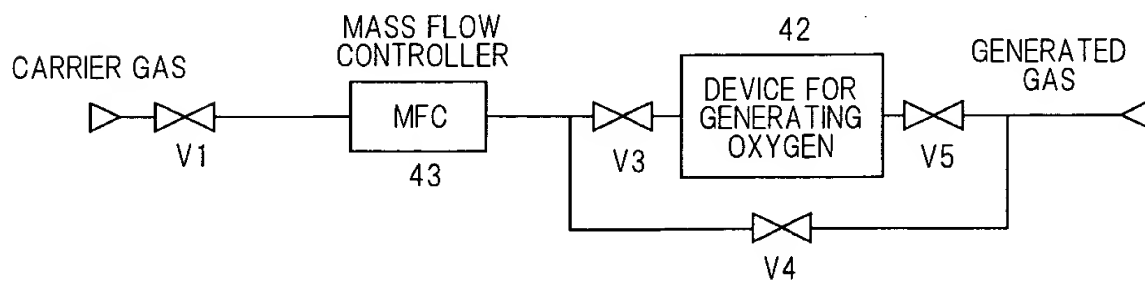 CARRIER GAS
V1
MASS FLOW
CONTROLLER
MFC
43
V3
42
DEVICE FOR
GENERATING
OXYGEN
V5
V4
GENERATED
GAS